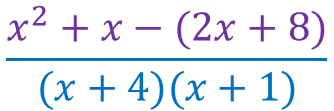 x² + x − (2x + 8)
(x + 4)(x + 1)